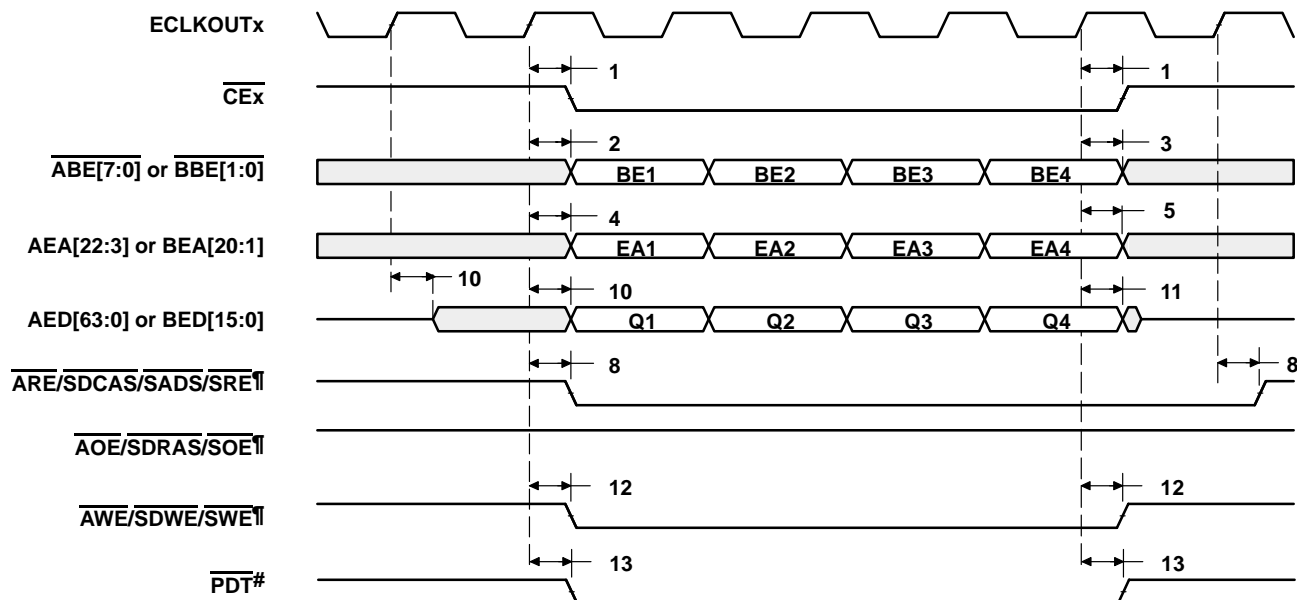 ECLKOUTx
1 1
CEx
2 3
ABE[7:0] or BBE[1:0]
BE1 BE2 BE3 BE4
4 5
AEA[22:3] or BEA[20:1]
EA1 EA2 EA3 EA4
10 10 11
AED[63:0] or BED[15:0]
Q1 Q2 Q3 Q4
8 8
ARE/SDCAS/SADS/SRE¶
AOE/SDRAS/SOE¶
12 12
AWE/SDWE/SWE¶
13 13
PDT#